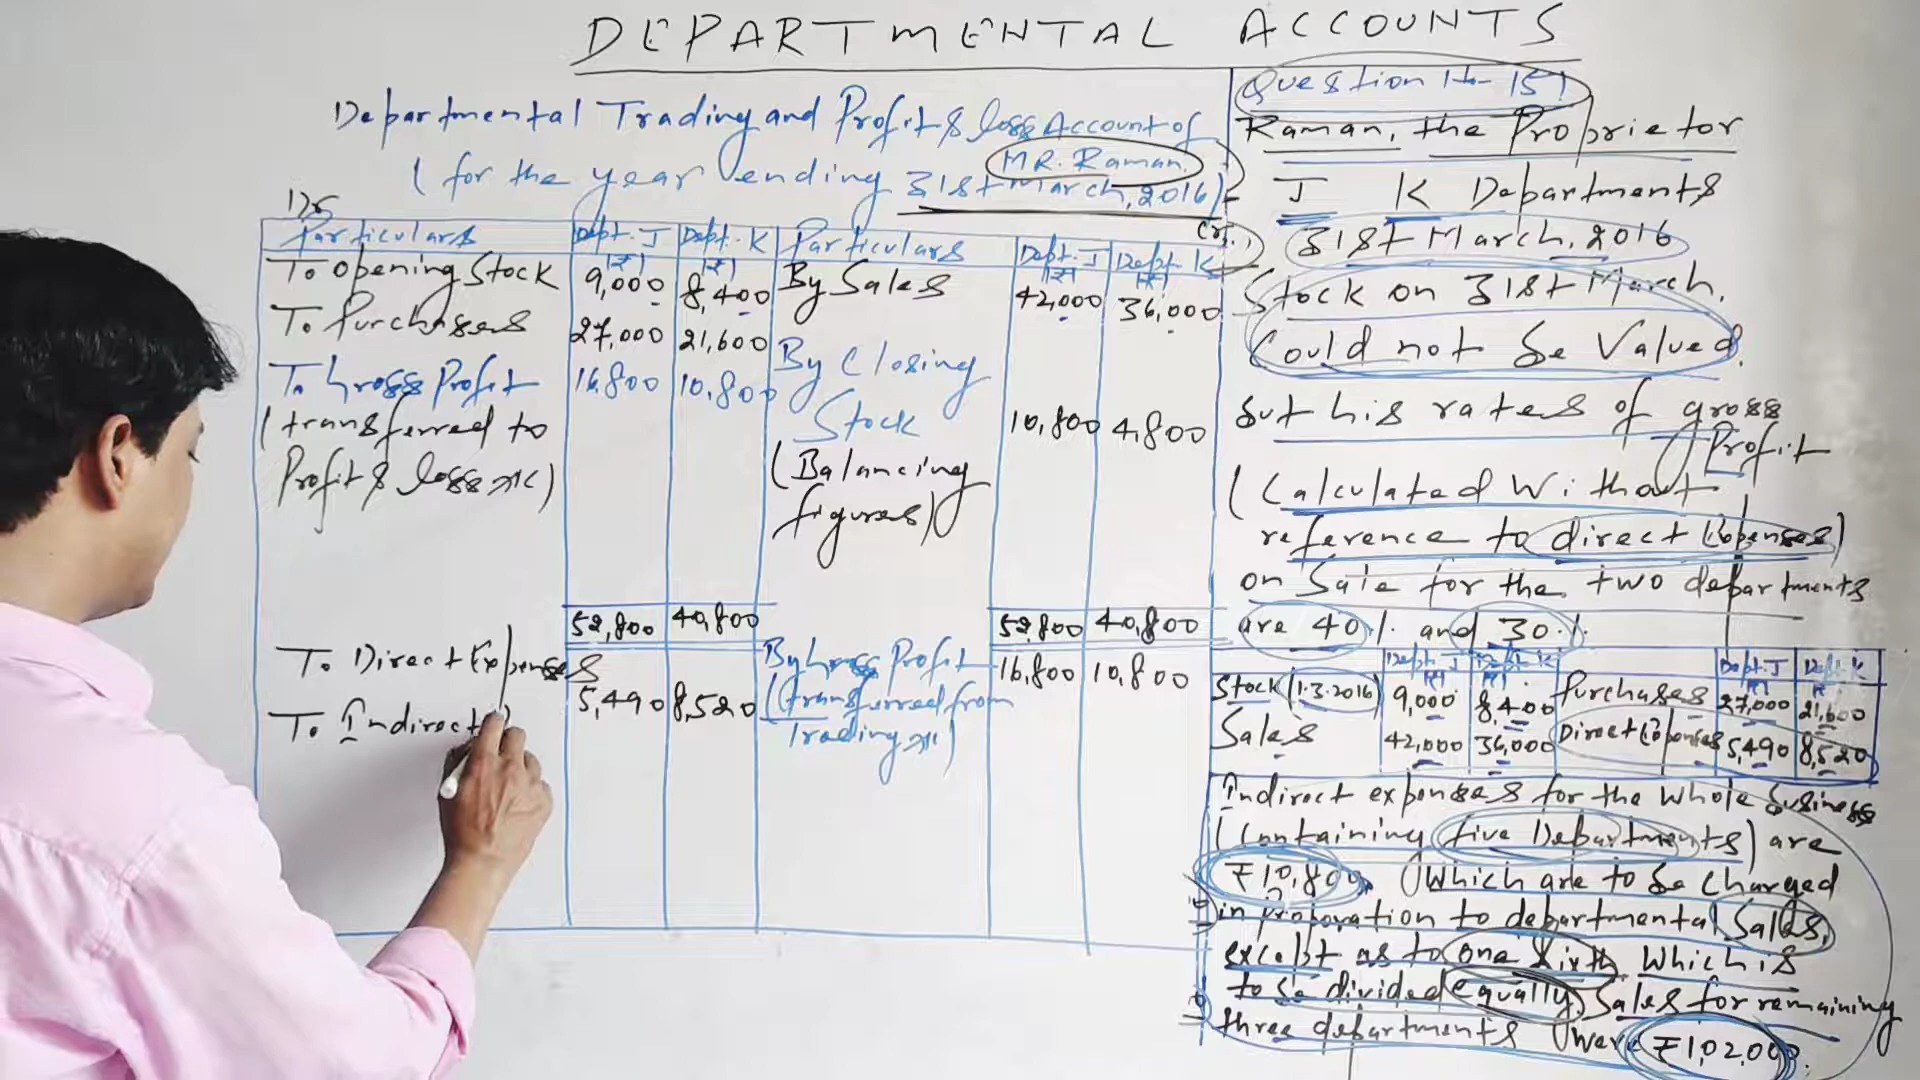 DEPARTMENTAL ACCOUNTS
Departmental Trading and Profit & loss Account of
MR. Raman.
(for the year ending 31st March, 2016)
Dr
Cr.
Particulars Dept. J (₹) Dept. K (₹) Particulars Dept. J (₹) Dept. K (₹)
To Opening Stock 9,000 8,400 By Sales 42,000 36,000
To Purchases 27,000 21,600
To Gross Profit 16,800 10,800 By Closing
(transferred to Stock 10,800 4,800
Profit & loss a/c) (Balancing
figures)
52,800 40,800 52,800 40,800
To Direct Expenses 5,490 8,520 By Gross Profit 16,800 10,800
To Indirect (transferred from
Trading a/c)
Question 15
Raman, the Proprietor
J K Departments
31st March, 2016
Stock on 31st March.
Could not be Valued.
but his rates of gross
Profit
(Calculated Without
reference to direct Expenses)
on Sale for the two departments
are 40% and 30%.
Dept. J (₹) Dept. K (₹) Dept. J (₹) Dept. K (₹)
Stock (1.3.2016) 9,000 8,400 Purchases 27,000 21,600
Sales 42,000 36,000 Direct Expenses 5,490 8,520
Indirect expenses for the whole business
(Containing five Departments) are
₹10,800, Which are to be charged
in proporation to departmental Sales,
except as to one Sixth Which is
to be divided equally. Sales for remaining
three departments Were ₹1,02,000.